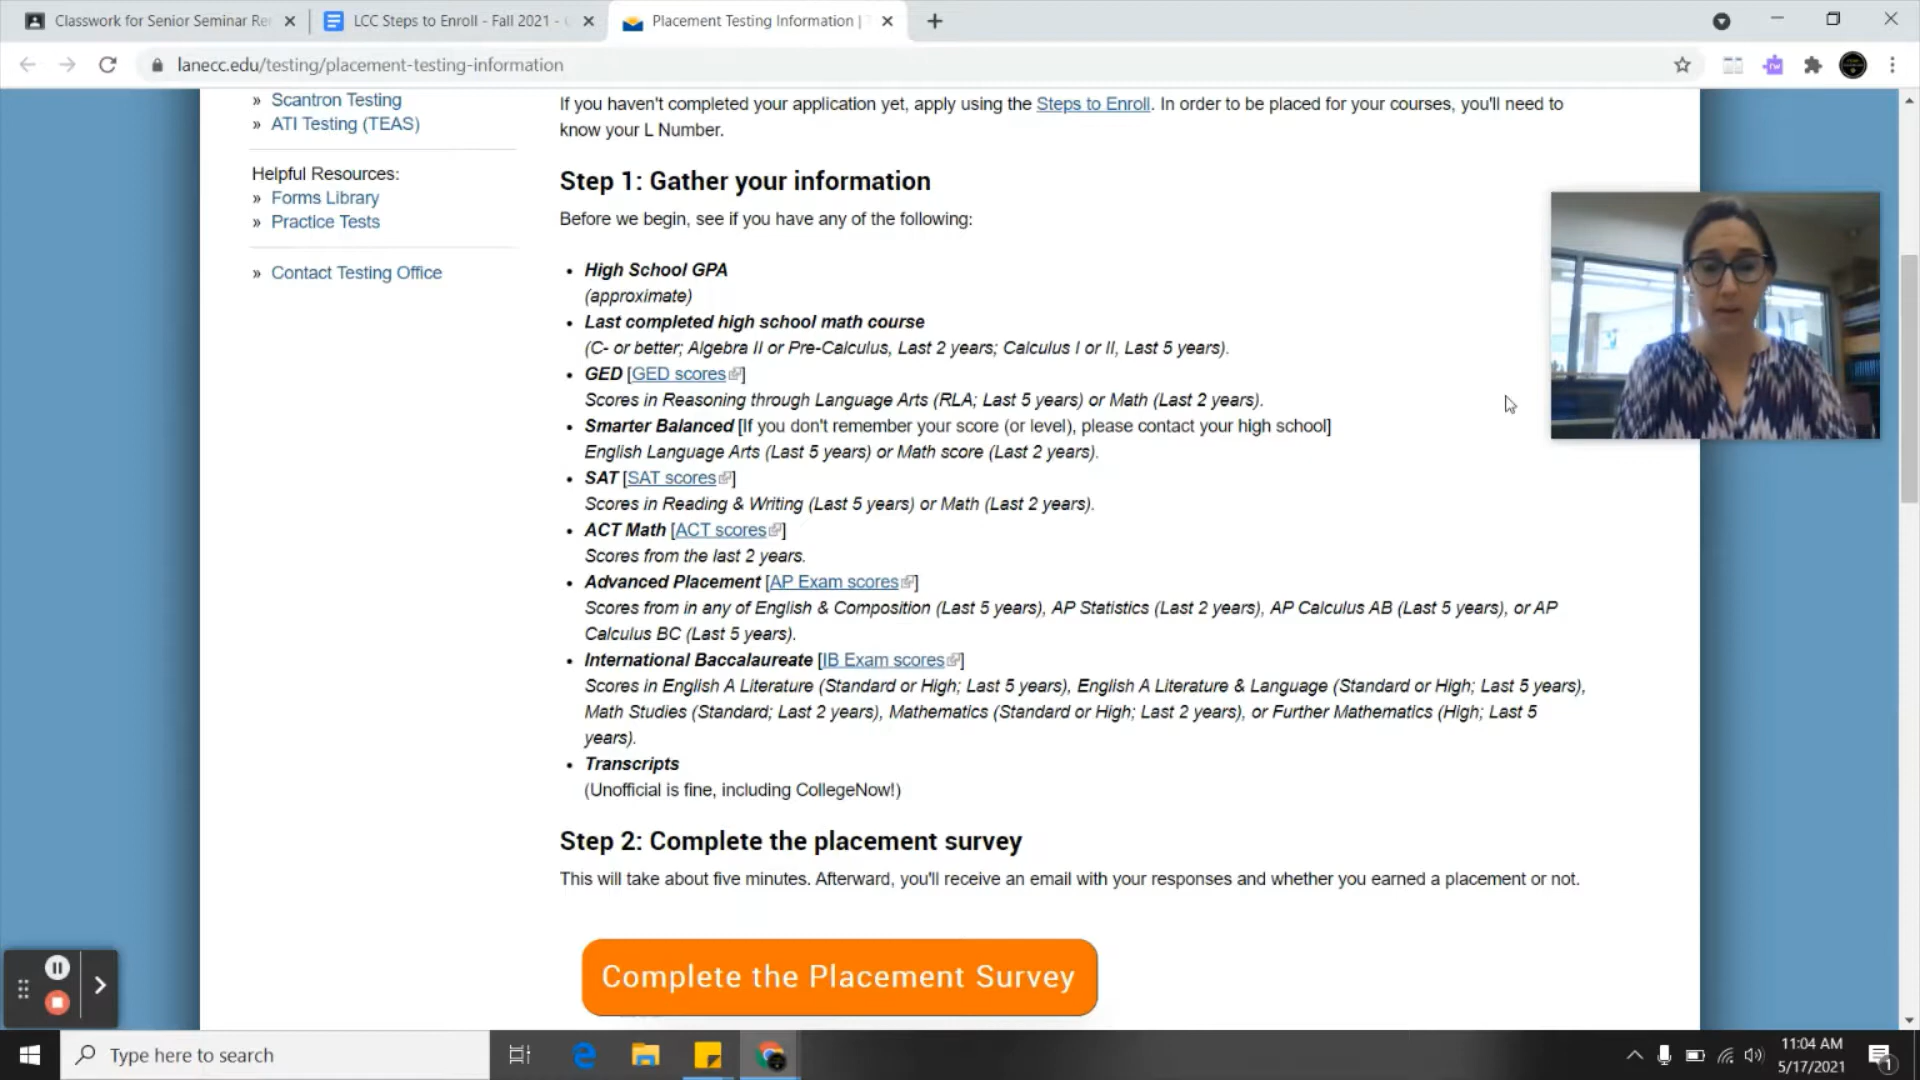 Classwork for Senior Seminar Re
LCC Steps to Enroll - Fall 2021 -
Placement Testing Information |
lanecc.edu/testing/placement-testing-information
» Scantron Testing
» ATI Testing (TEAS)
Helpful Resources:
» Forms Library
» Practice Tests
» Contact Testing Office
If you haven't completed your application yet, apply using the Steps to Enroll. In order to be placed for your courses, you'll need to
know your L Number.
Step 1: Gather your information
Before we begin, see if you have any of the following:
• High School GPA
(approximate)
• Last completed high school math course
(C- or better; Algebra II or Pre-Calculus, Last 2 years; Calculus I or II, Last 5 years).
• GED [GED scores]
Scores in Reasoning through Language Arts (RLA; Last 5 years) or Math (Last 2 years).
• Smarter Balanced [If you don't remember your score (or level), please contact your high school]
English Language Arts (Last 5 years) or Math score (Last 2 years).
• SAT [SAT scores]
Scores in Reading & Writing (Last 5 years) or Math (Last 2 years).
• ACT Math [ACT scores]
Scores from the last 2 years.
• Advanced Placement [AP Exam scores]
Scores from in any of English & Composition (Last 5 years), AP Statistics (Last 2 years), AP Calculus AB (Last 5 years), or AP
Calculus BC (Last 5 years).
• International Baccalaureate [IB Exam scores]
Scores in English A Literature (Standard or High; Last 5 years), English A Literature & Language (Standard or High; Last 5 years),
Math Studies (Standard; Last 2 years), Mathematics (Standard or High; Last 2 years), or Further Mathematics (High; Last 5
years).
• Transcripts
(Unofficial is fine, including CollegeNow!)
Step 2: Complete the placement survey
This will take about five minutes. Afterward, you'll receive an email with your responses and whether you earned a placement or not.
Complete the Placement Survey
Type here to search
11:04 AM
5/17/2021
1